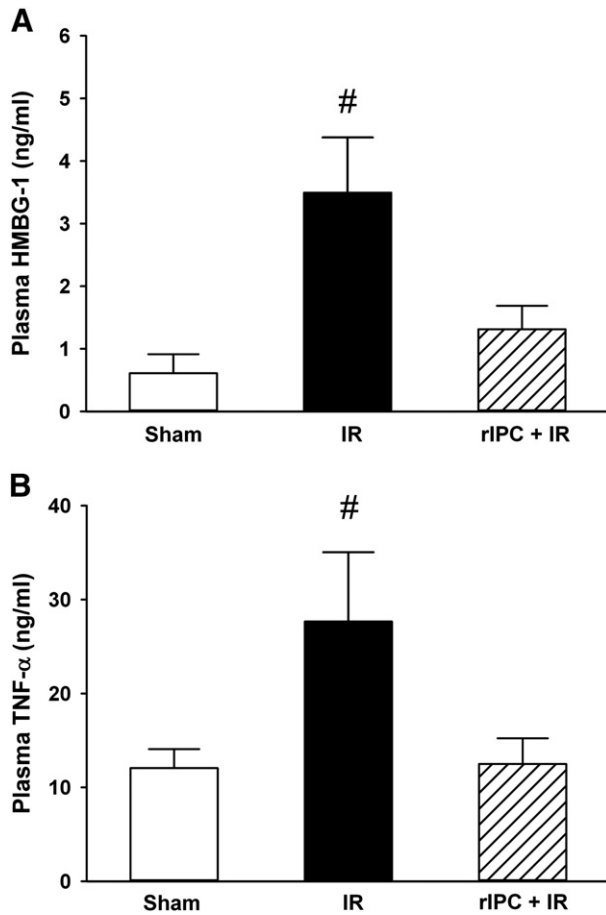 A
Plasma HMBG-1 (ng/ml)
6
5
4
3
2
1
0
#
Sham IR rIPC + IR
B
Plasma TNF-α (ng/ml)
40
30
20
10
0
#
Sham IR rIPC + IR